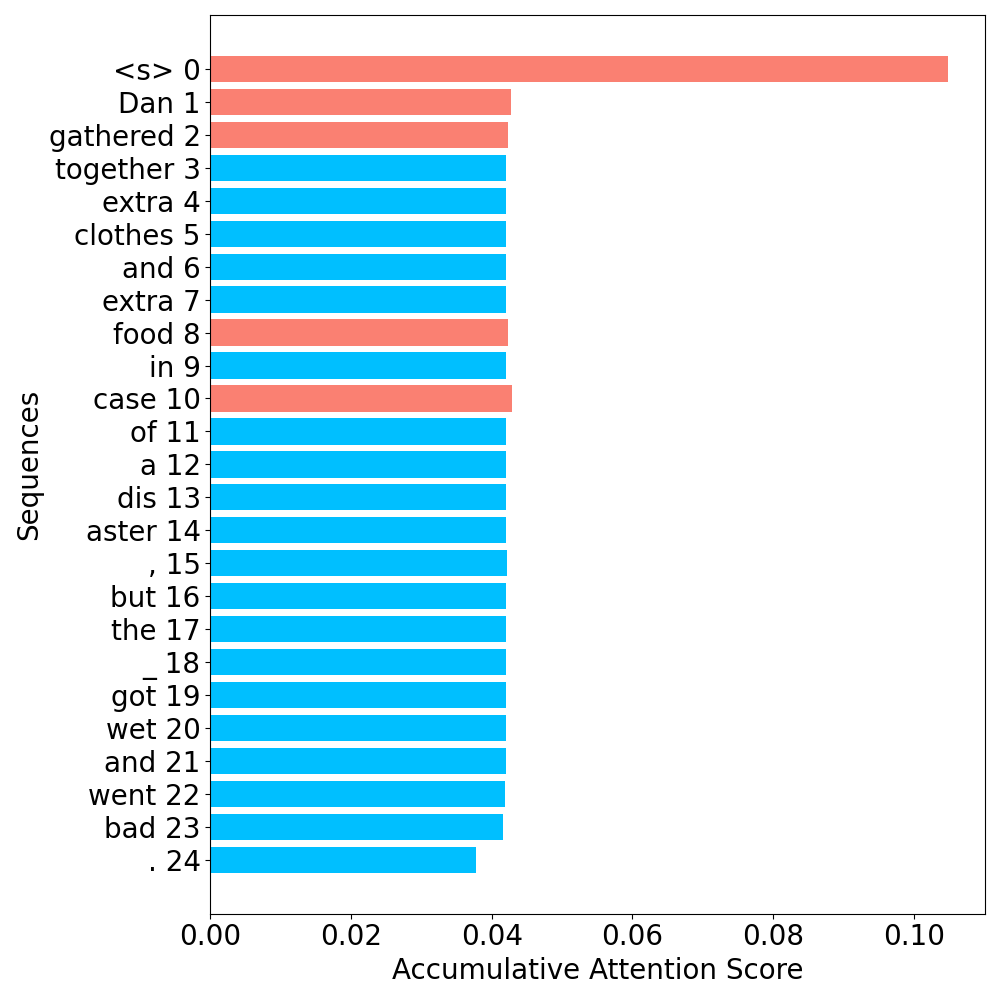 <s> 0
Dan 1
gathered 2
together 3
extra 4
clothes 5
and 6
extra 7
food 8
in 9
case 10
of 11
a 12
dis 13
aster 14
, 15
but 16
the 17
_ 18
got 19
wet 20
and 21
went 22
bad 23
. 24
Sequences
0.00 0.02 0.04 0.06 0.08 0.10
Accumulative Attention Score